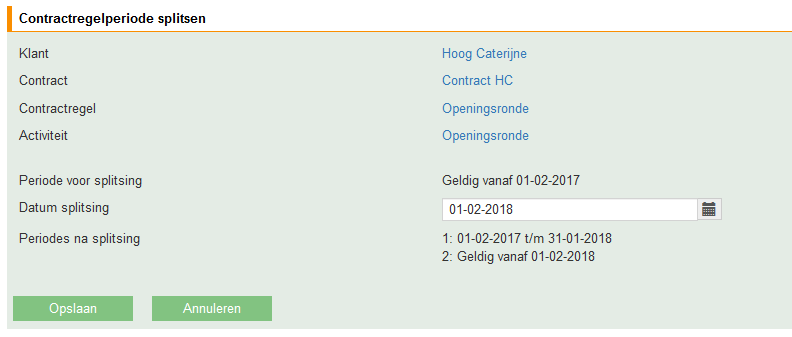 Contractregelperiode splitsen
Klant Hoog Caterijne
Contract Contract HC
Contractregel Openingsronde
Activiteit Openingsronde
Periode voor splitsing Geldig vanaf 01-02-2017
Datum splitsing 01-02-2018
Periodes na splitsing 1: 01-02-2017 t/m 31-01-2018
2: Geldig vanaf 01-02-2018
Opslaan Annuleren